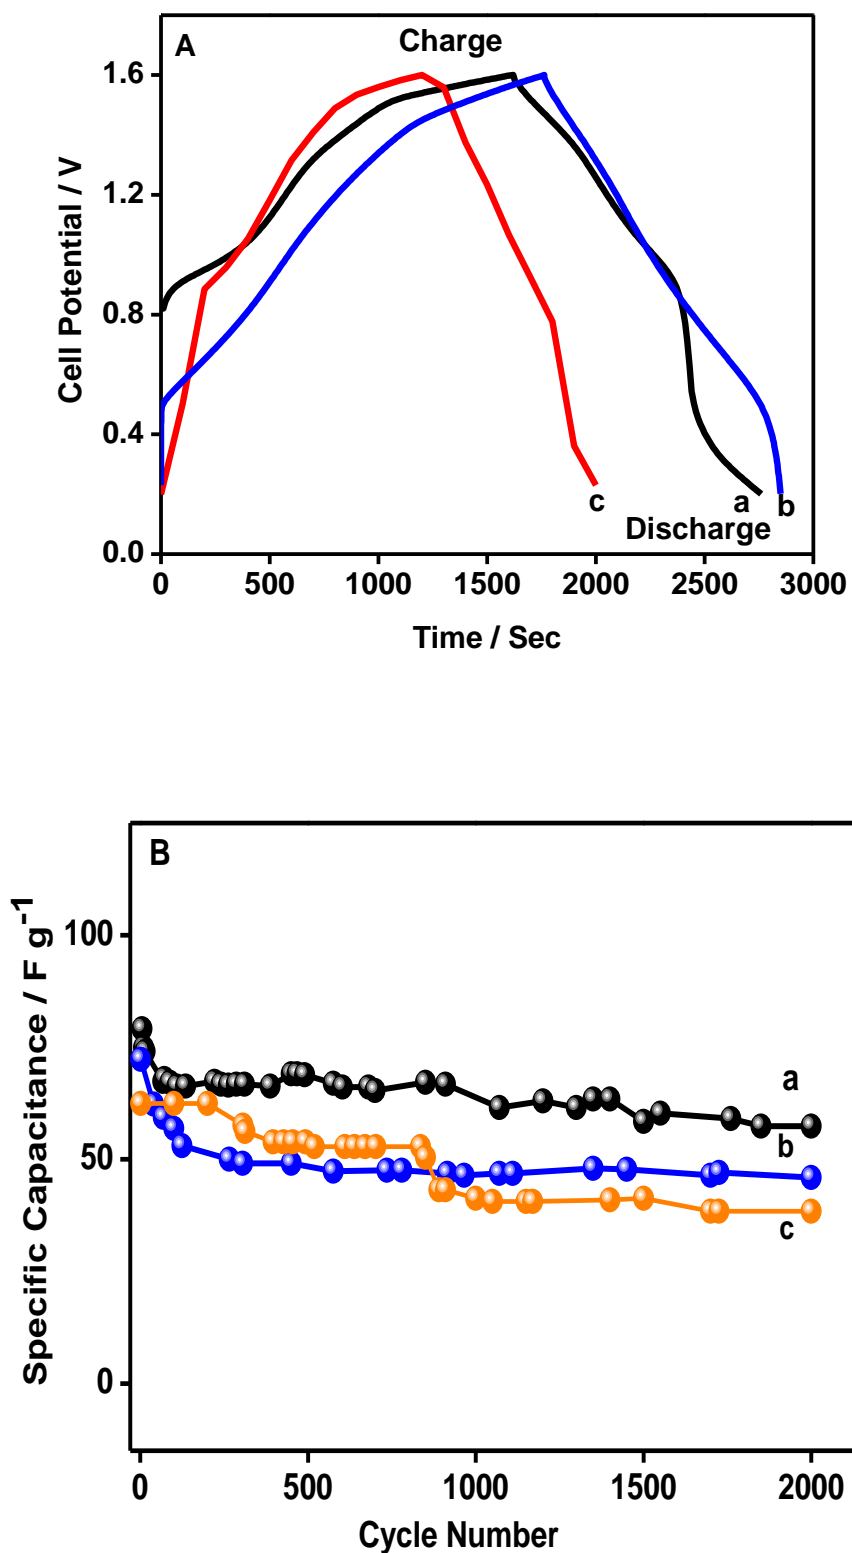 A
Charge
1.6
1.2
0.8
0.4
0.0
Cell Potential / V
c
a
b
Discharge
0
500
1000
1500
2000
2500
3000
Time / Sec
B
100
50
0
Specific Capacitance / F g⁻¹
a
b
c
0
500
1000
1500
2000
Cycle Number